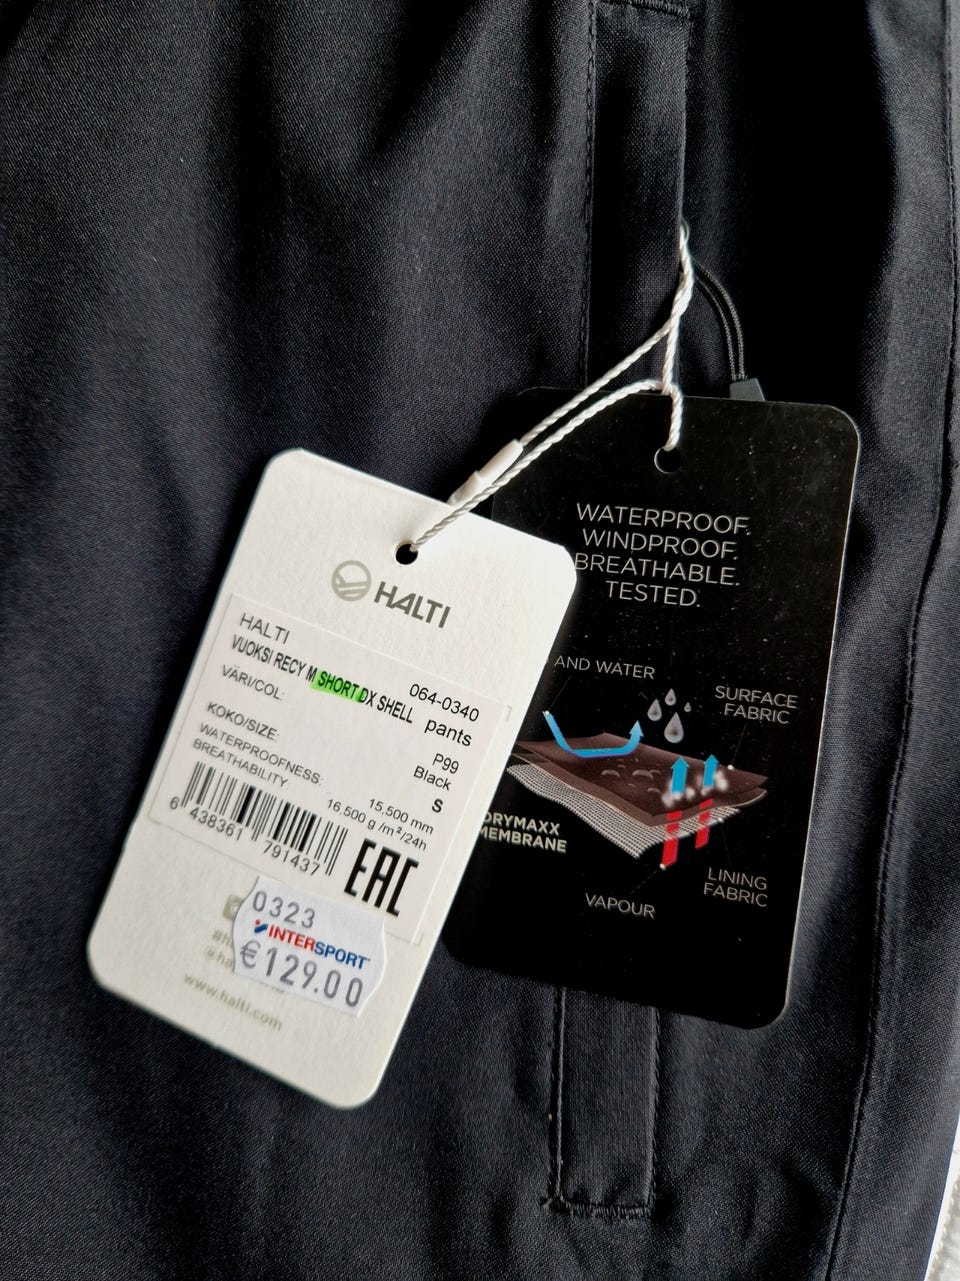 HALTI
HALTI
VUOKSI RECY M SHORT DX SHELL pants
064-0340
VÄRI/COL:
P99
Black
KOKO/SIZE:
S
WATERPROOFNESS:
15,500 mm
BREATHABILITY:
16,500 g /m²/24h
6 438361 791437
EAC
0323
INTERSPORT
€129.00
www.halti.com
WATERPROOF.
WINDPROOF.
BREATHABLE.
TESTED.
AND WATER
SURFACE
FABRIC
DRYMAXX
MEMBRANE
LINING
FABRIC
VAPOUR